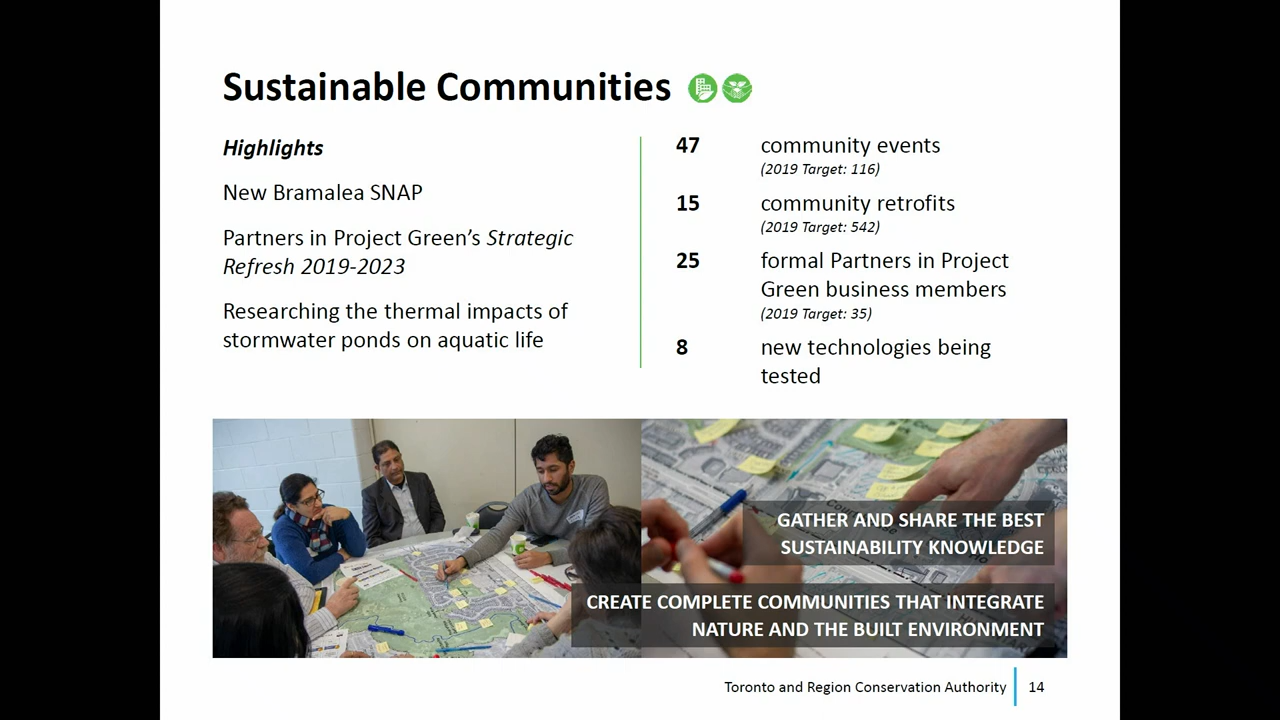 Sustainable Communities
Highlights
New Bramalea SNAP
Partners in Project Green’s Strategic
Refresh 2019-2023
Researching the thermal impacts of
stormwater ponds on aquatic life
47 community events
(2019 Target: 116)
15 community retrofits
(2019 Target: 542)
25 formal Partners in Project
Green business members
(2019 Target: 35)
8 new technologies being
tested
GATHER AND SHARE THE BEST
SUSTAINABILITY KNOWLEDGE
CREATE COMPLETE COMMUNITIES THAT INTEGRATE
NATURE AND THE BUILT ENVIRONMENT
Toronto and Region Conservation Authority 14